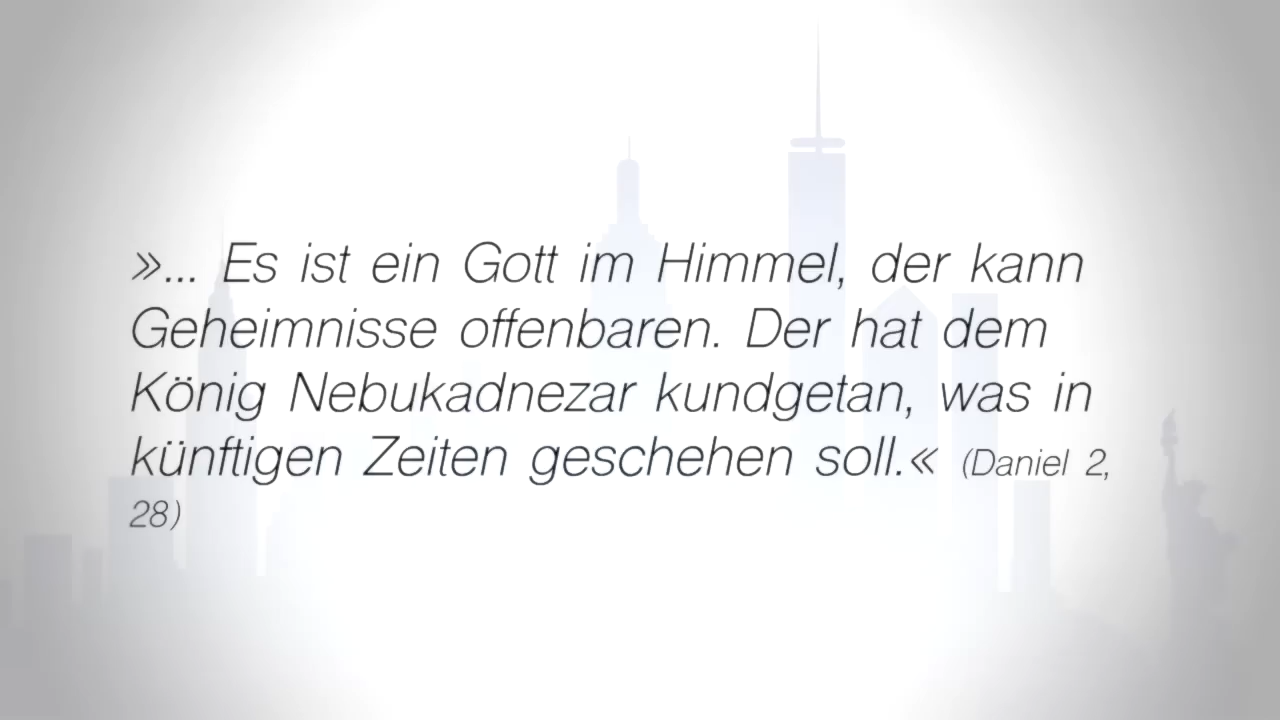 »... Es ist ein Gott im Himmel, der kann
Geheimnisse offenbaren. Der hat dem
König Nebukadnezar kundgetan, was in
künftigen Zeiten geschehen soll.« (Daniel 2,
28)